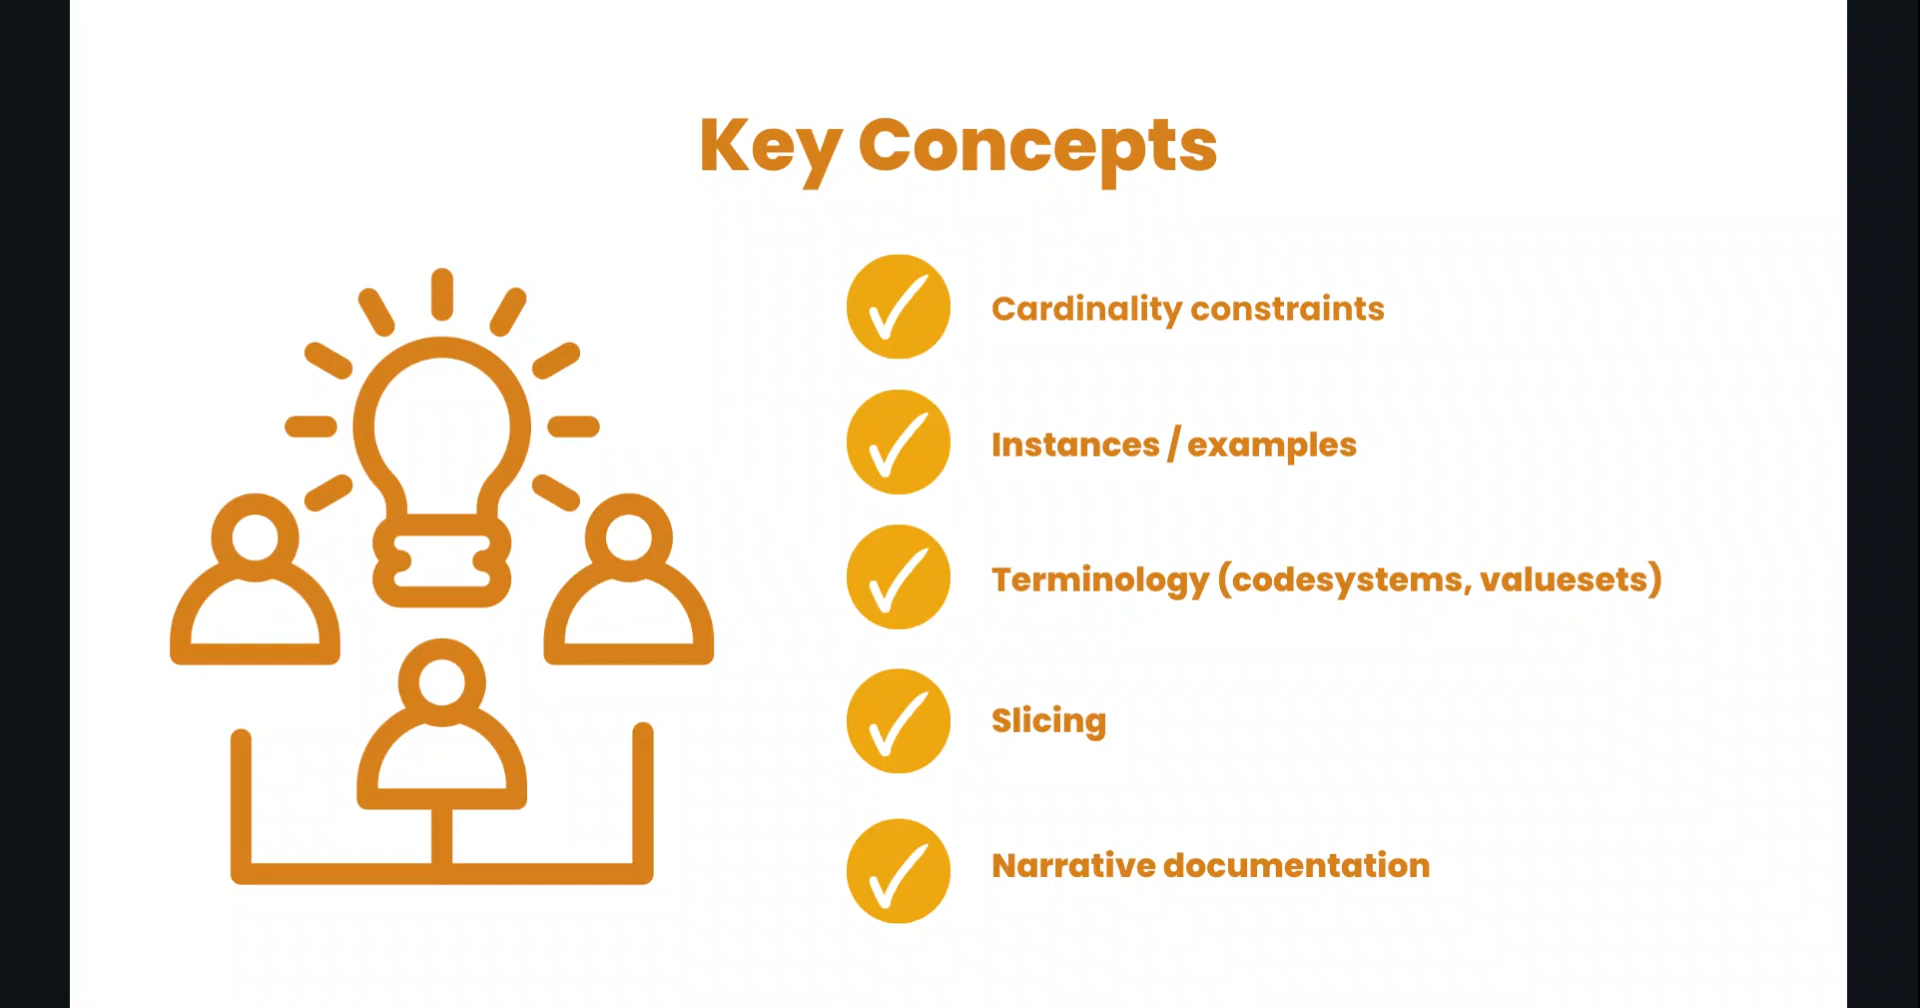 Key Concepts
Cardinality constraints
Instances / examples
Terminology (codesystems, valuesets)
Slicing
Narrative documentation